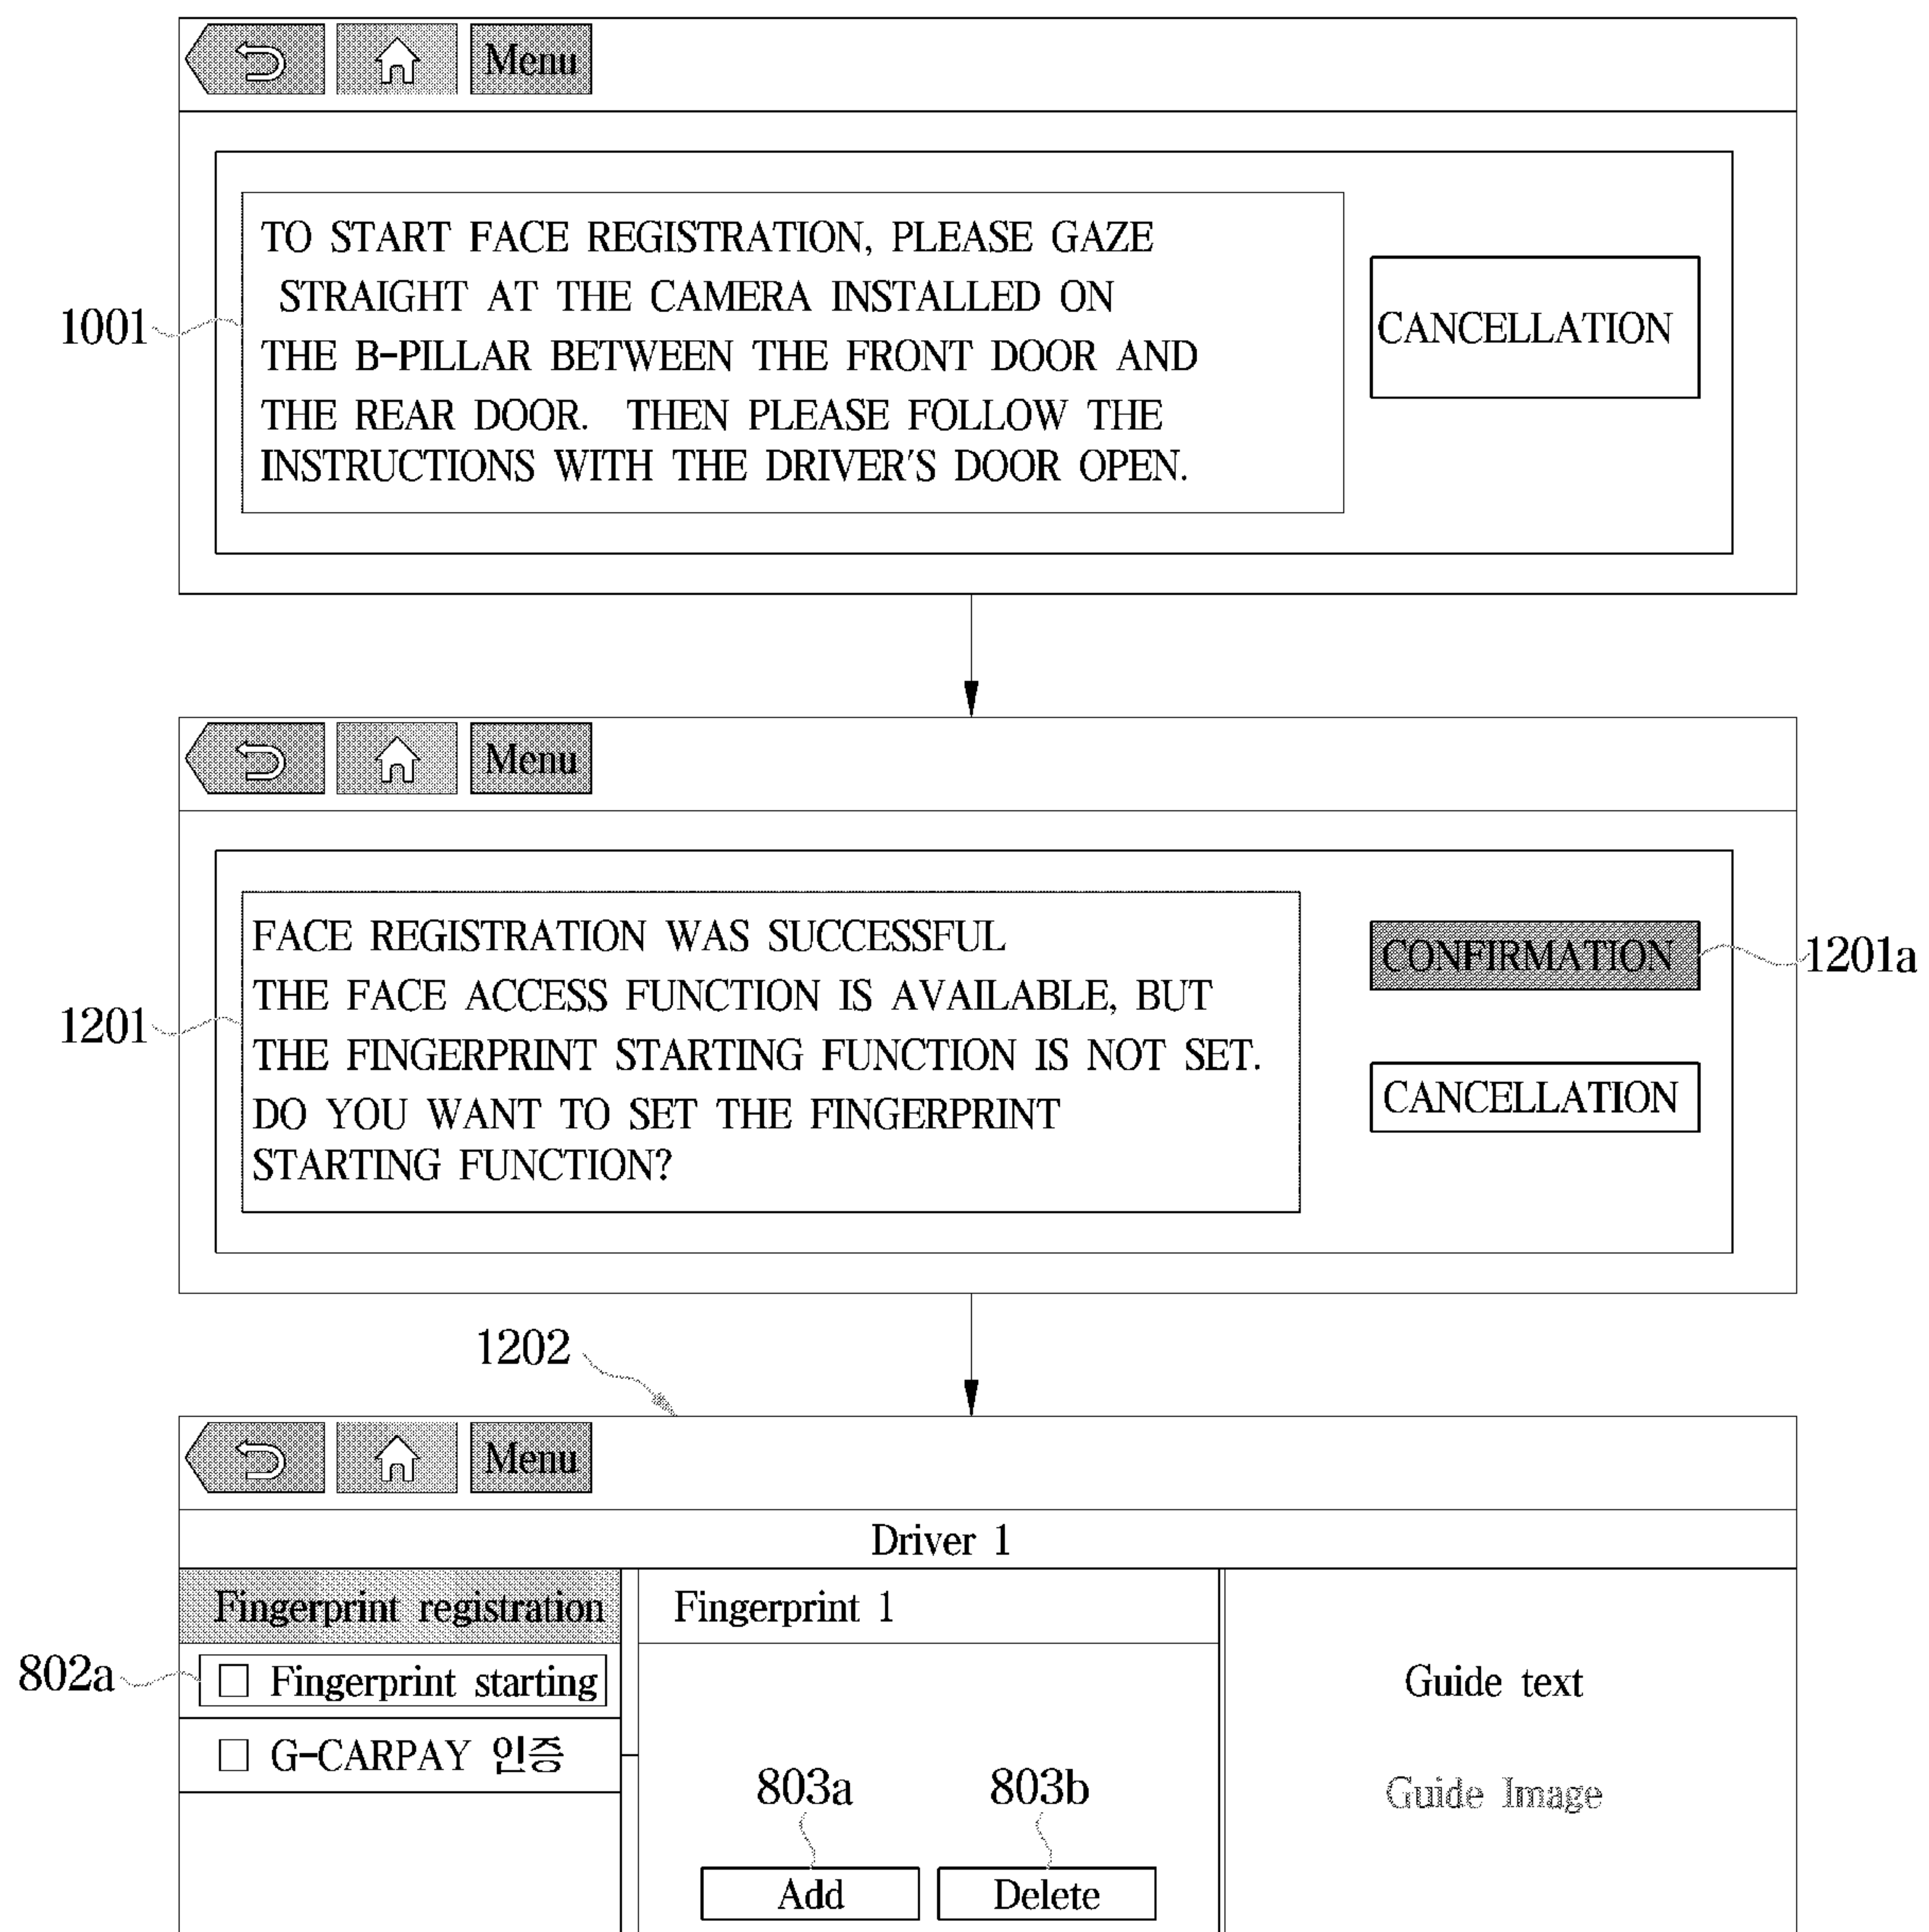 Menu
TO START FACE REGISTRATION, PLEASE GAZE
STRAIGHT AT THE CAMERA INSTALLED ON
THE B-PILLAR BETWEEN THE FRONT DOOR AND
THE REAR DOOR. THEN PLEASE FOLLOW THE
INSTRUCTIONS WITH THE DRIVER'S DOOR OPEN.
CANCELLATION
1001
Menu
FACE REGISTRATION WAS SUCCESSFUL
THE FACE ACCESS FUNCTION IS AVAILABLE, BUT
THE FINGERPRINT STARTING FUNCTION IS NOT SET.
DO YOU WANT TO SET THE FINGERPRINT
STARTING FUNCTION?
CONFIRMATION
CANCELLATION
1201
1201a
1202
Menu
Driver 1
Fingerprint registration
802a
Fingerprint starting
G-CARPAY 인증
Fingerprint 1
803a
803b
Add
Delete
Guide text
Guide Image